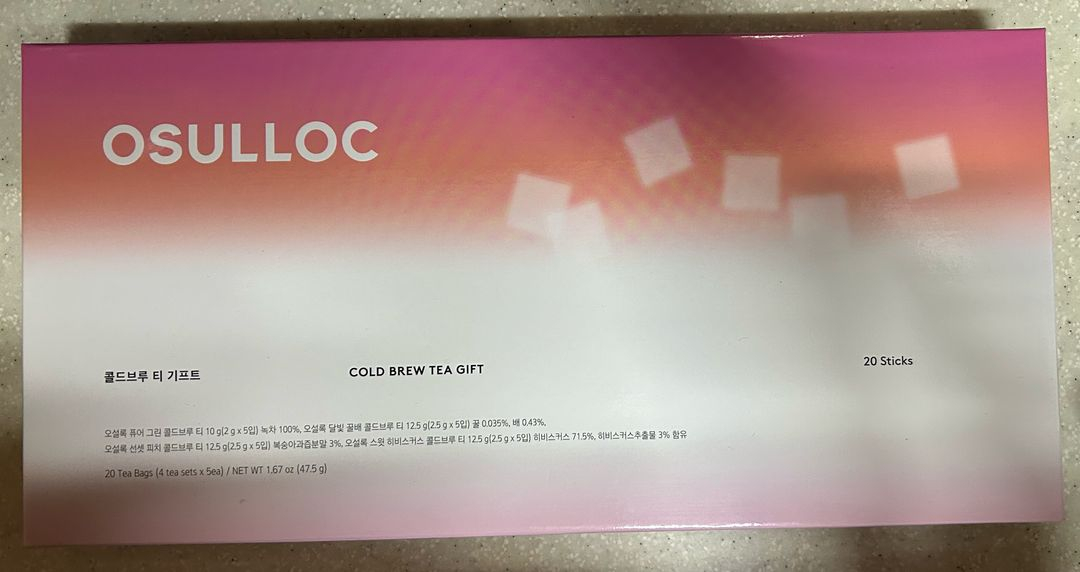 OSULLOC
콜드브루 티 기프트
COLD BREW TEA GIFT
20 Sticks
오설록 퓨어 그린 콜드브루 티 10 g(2 g x 5입) 녹차 100%, 오설록 달빛 꿀배 콜드브루 티 12.5 g(2.5 g x 5입) 꿀 0.035%, 배 0.43%,
오설록 선셋 피치 콜드브루 티 12.5 g(2.5 g x 5입) 복숭아과즙분말 3%, 오설록 스윗 히비스커스 콜드브루 티 12.5 g(2.5 g x 5입) 히비스커스 71.5%, 히비스커스추출물 3% 함유
20 Tea Bags (4 tea sets x 5ea) / NET WT 1.67 oz (47.5 g)